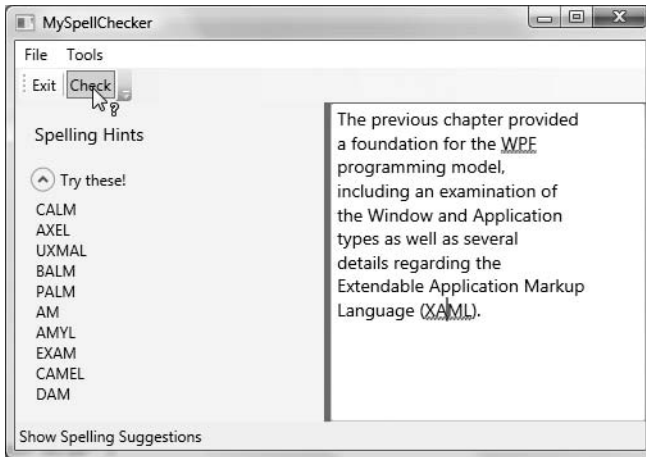 MySpellChecker
File Tools
Exit Check
Spelling Hints
Try these!
CALM
AXEL
UXMAL
BALM
PALM
AM
AMYL
EXAM
CAMEL
DAM
The previous chapter provided
a foundation for the WPF
programming model,
including an examination of
the Window and Application
types as well as several
details regarding the
Extendable Application Markup
Language (XAML).
Show Spelling Suggestions